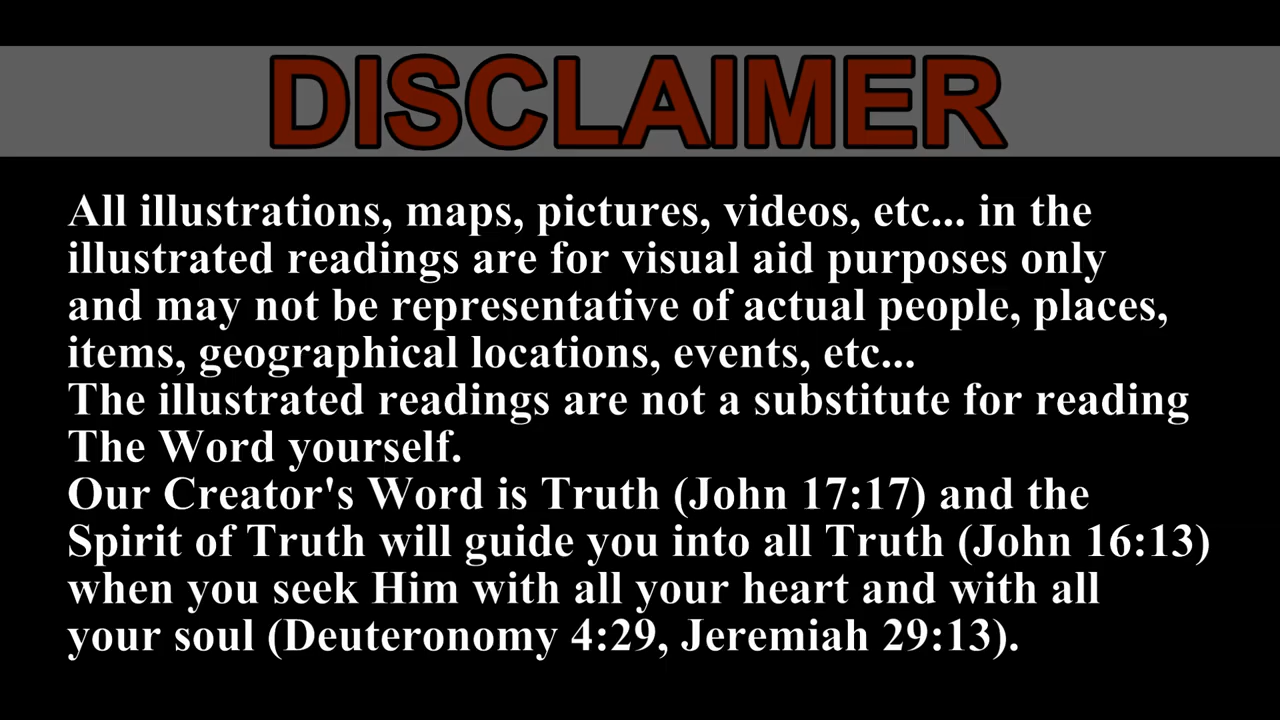 DISCLAIMER
All illustrations, maps, pictures, videos, etc... in the
illustrated readings are for visual aid purposes only
and may not be representative of actual people, places,
items, geographical locations, events, etc...
The illustrated readings are not a substitute for reading
The Word yourself.
Our Creator's Word is Truth (John 17:17) and the
Spirit of Truth will guide you into all Truth (John 16:13)
when you seek Him with all your heart and with all
your soul (Deuteronomy 4:29, Jeremiah 29:13).